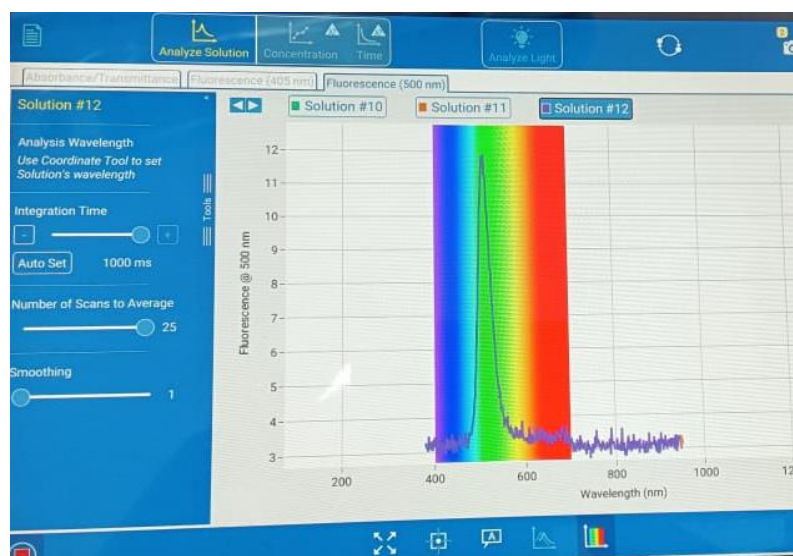 Analyze Solution
Concentration
Time
Analyze Light
2
Absorbance/Transmittance
Fluorescence (405 nm)
Fluorescence (500 nm)
Solution #12
Analysis Wavelength
Use Coordinate Tool to set
Solution's wavelength
Integration Time
-
+
Auto Set
1000 ms
Number of Scans to Average
25
Smoothing
1
Tools
Solution #10
Solution #11
Solution #12
Fluorescence @ 500 nm
12
11
10
9
8
7
6
5
4
3
200
400
600
800
1000
Wavelength (nm)
A